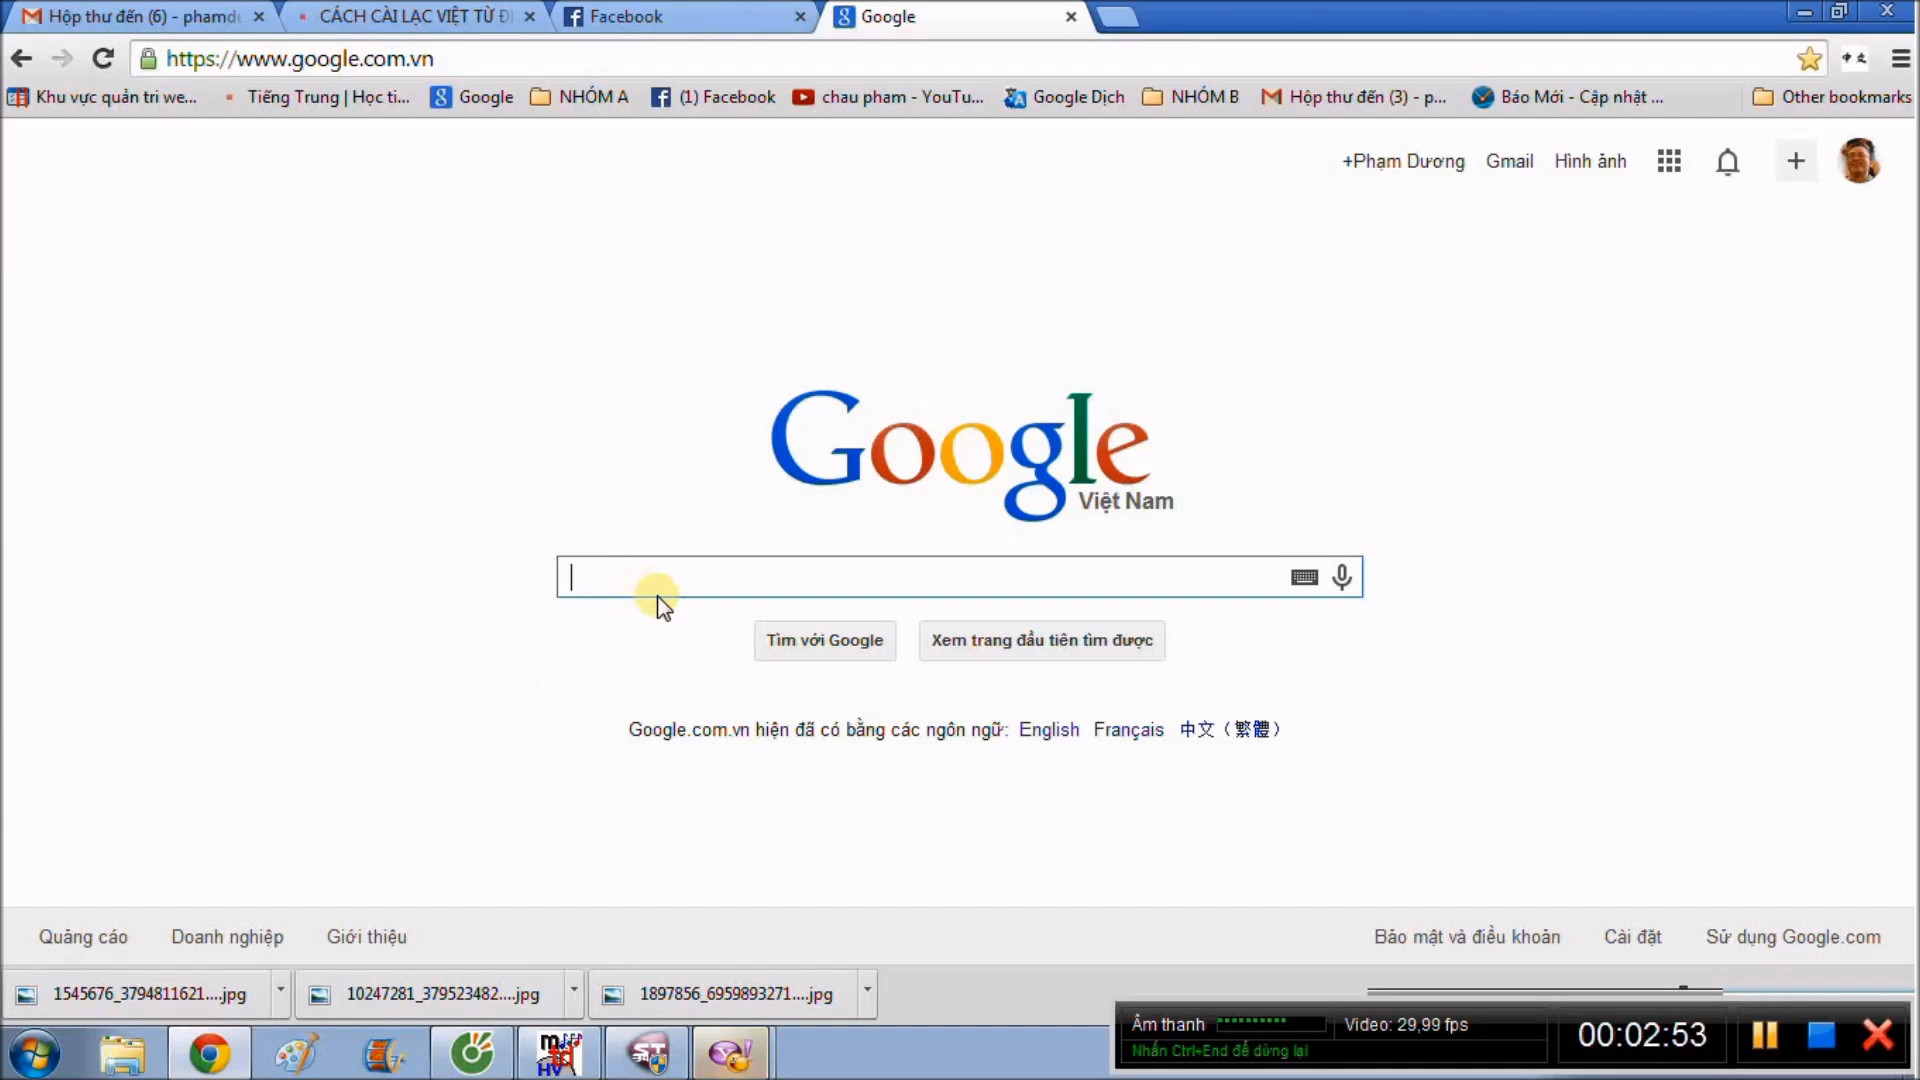 Hộp thư đến (6) - phamdu
CÁCH CÀI LẠC VIỆT TỪ Đ
Facebook
Google
https://www.google.com.vn
中文
Khu vực quản trị we...
Tiếng Trung | Học ti...
Google
NHÓM A
(1) Facebook
chau pham - YouTu...
Google Dịch
NHÓM B
Hộp thư đến (3) - p...
Báo Mới - Cập nhật ...
Other bookmarks
+Phạm Dương
Gmail
Hình ảnh
Google
Việt Nam
Tìm với Google
Xem trang đầu tiên tìm được
Google.com.vn hiện đã có bằng các ngôn ngữ: English Français 中文（繁體）
Quảng cáo
Doanh nghiệp
Giới thiệu
Bảo mật và điều khoản
Cài đặt
Sử dụng Google.com
1545676_3794811621....jpg
10247281_379523482....jpg
1897856_6959893271....jpg
Âm thanh
Video: 29,99 fps
00:02:53
Nhấn Ctrl+End để dừng lại
HV
ST